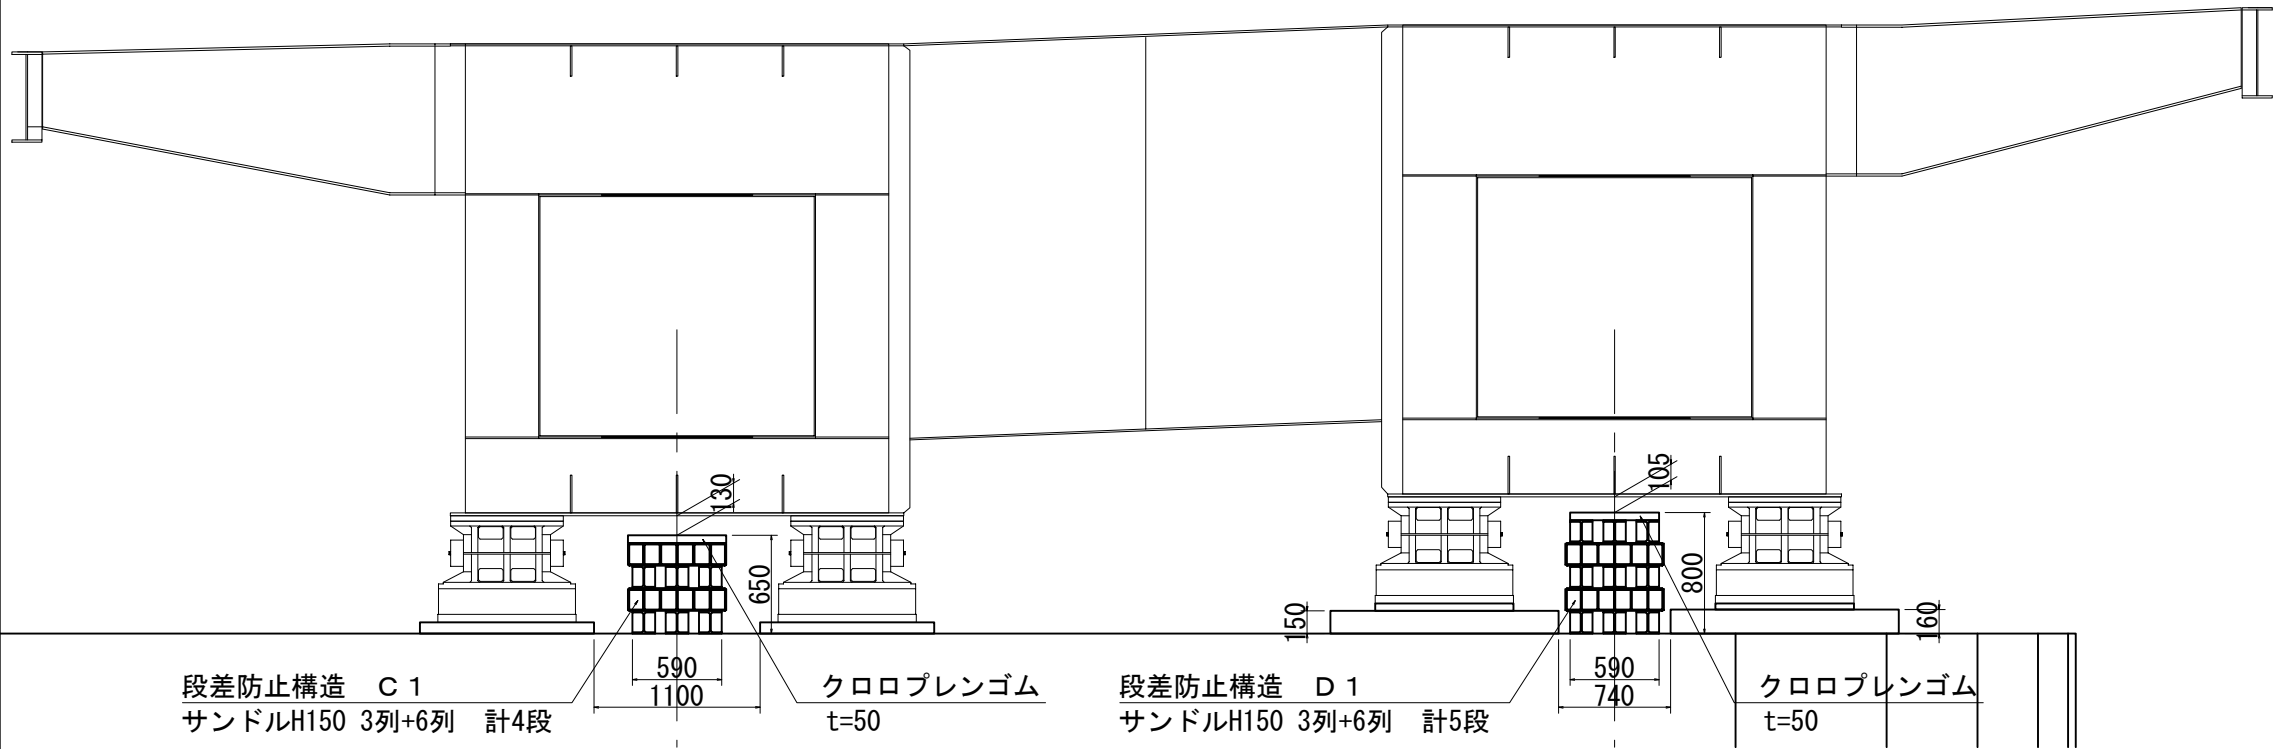 130
105
650
800
150
160
590
1100
590
740
段差防止構造　C1
サンドルH150 3列+6列　計4段
クロロプレンゴム
t=50
段差防止構造　D1
サンドルH150 3列+6列　計5段
クロロプレンゴム
t=50